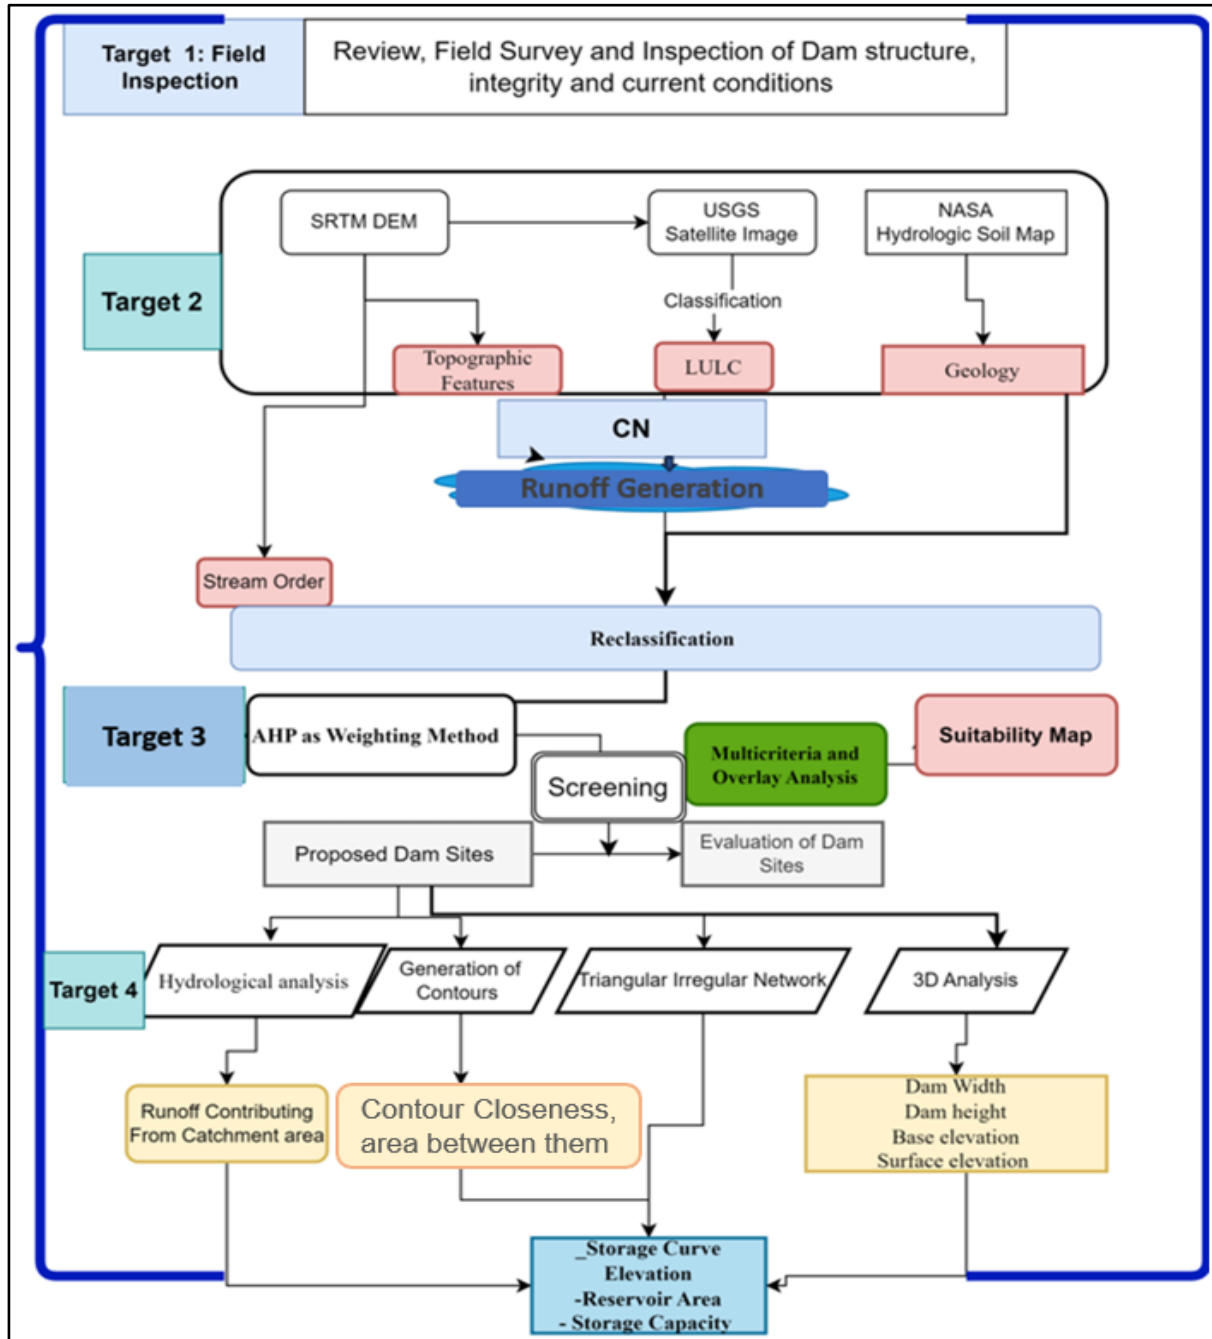 Target 1: Field
Inspection
Review, Field Survey and Inspection of Dam structure,
integrity and current conditions
SRTM DEM
USGS
Satellite Image
NASA
Hydrologic Soil Map
Target 2
Classification
Topographic
Features
LULC
Geology
CN
Runoff Generation
Stream Order
Reclassification
Target 3
AHP as Weighting Method
Screening
Multicriteria and
Overlay Analysis
Suitability Map
Proposed Dam Sites
Evaluation of Dam
Sites
Target 4
Hydrological analysis
Generation of
Contours
Triangular Irregular Network
3D Analysis
Runoff Contributing
From Catchment area
Contour Closeness,
area between them
Dam Width
Dam height
Base elevation
Surface elevation
_Storage Curve
Elevation
-Reservoir Area
- Storage Capacity